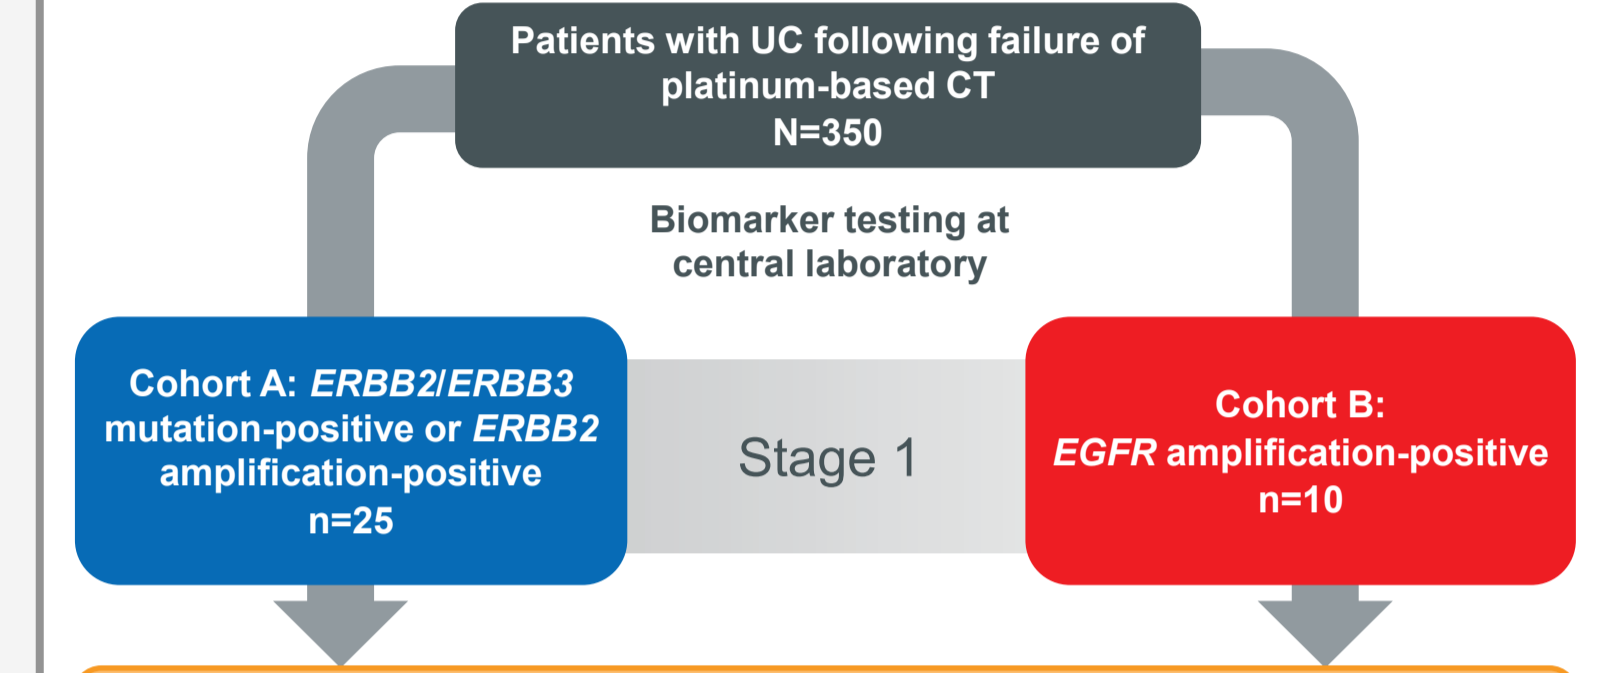 Patients with UC following failure of
platinum-based CT
N=350
Biomarker testing at
central laboratory
Cohort A: ERBB2/ERBB3
mutation-positive or ERBB2
amplification-positive
n=25
Stage 1
Cohort B:
EGFR amplification-positive
n=10